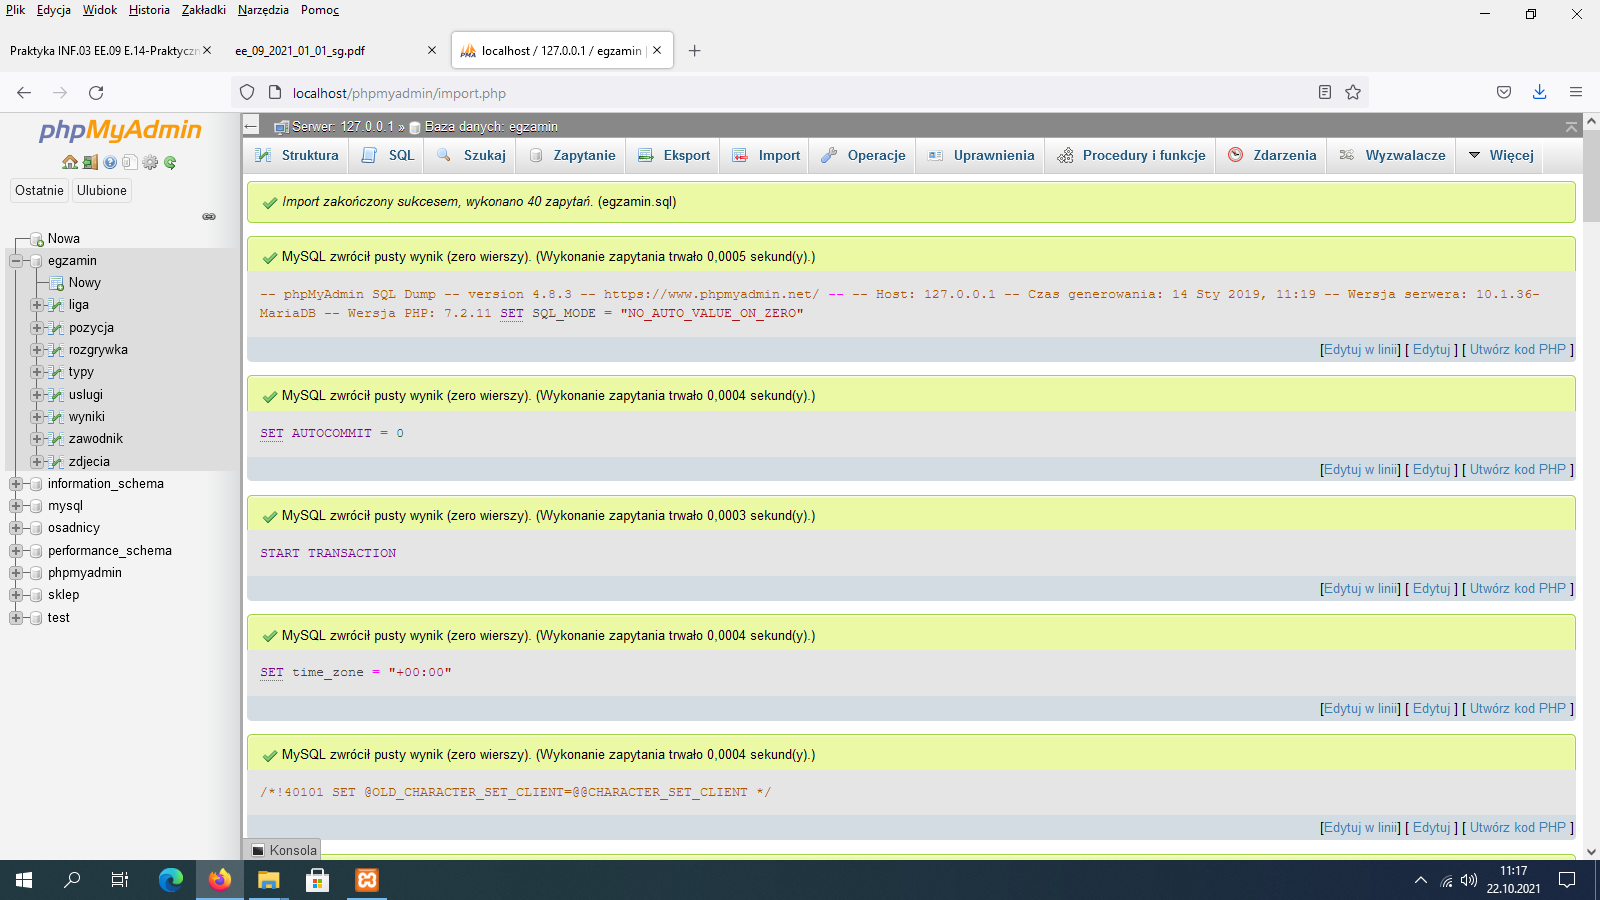 Plik Edycja Widok Historia Zakładki Narzędzia Pomoc
Praktyka INF.03 EE.09 E.14-Praktyczn
ee_09_2021_01_01_sg.pdf
localhost / 127.0.0.1 / egzamin |
localhost/phpmyadmin/import.php
phpMyAdmin
Ostatnie Ulubione
Nowa
egzamin
Nowy
liga
pozycja
rozgrywka
typy
uslugi
wyniki
zawodnik
zdjecia
information_schema
mysql
osadnicy
performance_schema
phpmyadmin
sklep
test
Serwer: 127.0.0.1 » Baza danych: egzamin
Struktura SQL Szukaj Zapytanie Eksport Import Operacje Uprawnienia Procedury i funkcje Zdarzenia Wyzwalacze Więcej
Import zakończony sukcesem, wykonano 40 zapytań. (egzamin.sql)
MySQL zwrócił pusty wynik (zero wierszy). (Wykonanie zapytania trwało 0,0005 sekund(y).)
-- phpMyAdmin SQL Dump -- version 4.8.3 -- https://www.phpmyadmin.net/ -- -- Host: 127.0.0.1 -- Czas generowania: 14 Sty 2019, 11:19 -- Wersja serwera: 10.1.36-
MariaDB -- Wersja PHP: 7.2.11 SET SQL_MODE = "NO_AUTO_VALUE_ON_ZERO"
[Edytuj w linii] [ Edytuj ] [ Utwórz kod PHP ]
MySQL zwrócił pusty wynik (zero wierszy). (Wykonanie zapytania trwało 0,0004 sekund(y).)
SET AUTOCOMMIT = 0
[Edytuj w linii] [ Edytuj ] [ Utwórz kod PHP ]
MySQL zwrócił pusty wynik (zero wierszy). (Wykonanie zapytania trwało 0,0003 sekund(y).)
START TRANSACTION
[Edytuj w linii] [ Edytuj ] [ Utwórz kod PHP ]
MySQL zwrócił pusty wynik (zero wierszy). (Wykonanie zapytania trwało 0,0004 sekund(y).)
SET time_zone = "+00:00"
[Edytuj w linii] [ Edytuj ] [ Utwórz kod PHP ]
MySQL zwrócił pusty wynik (zero wierszy). (Wykonanie zapytania trwało 0,0004 sekund(y).)
/*!40101 SET @OLD_CHARACTER_SET_CLIENT=@@CHARACTER_SET_CLIENT */
[Edytuj w linii] [ Edytuj ] [ Utwórz kod PHP ]
Konsola
11:17
22.10.2021